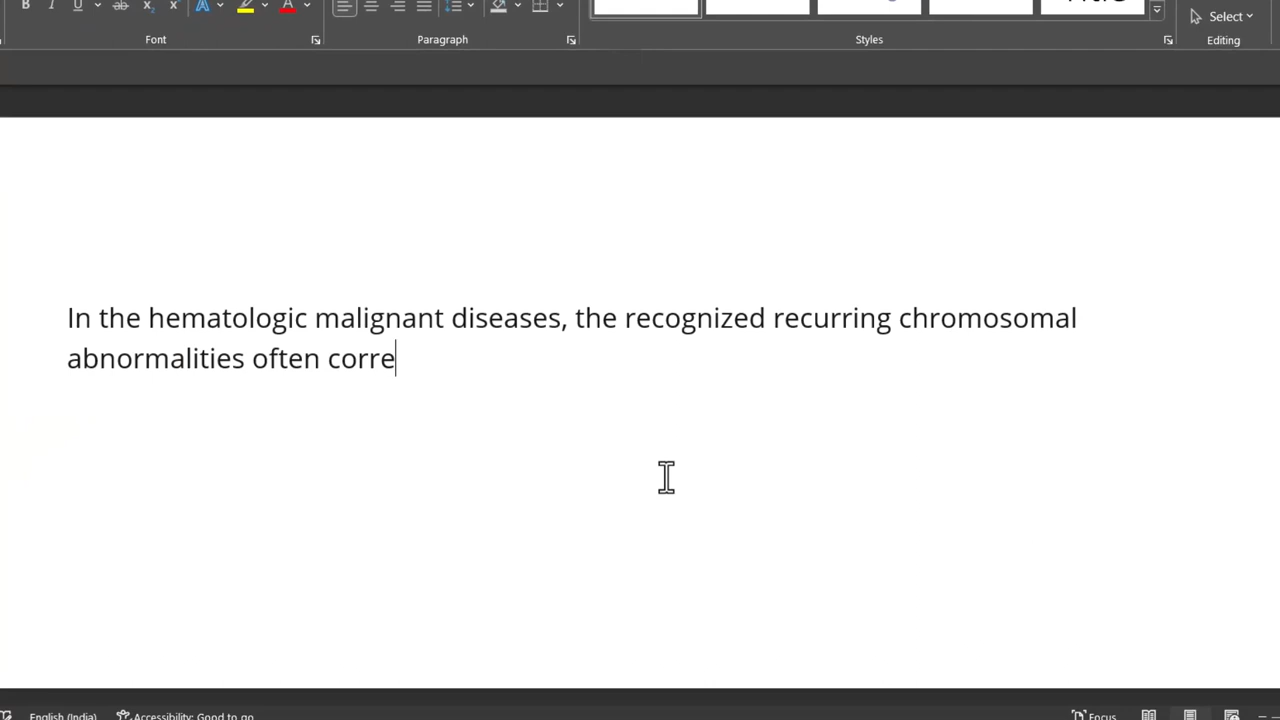 Font
Paragraph
Styles
Select
Editing
In the hematologic malignant diseases, the recognized recurring chromosomal
abnormalities often corre
English (India)
Accessibility: Good to go
Focus